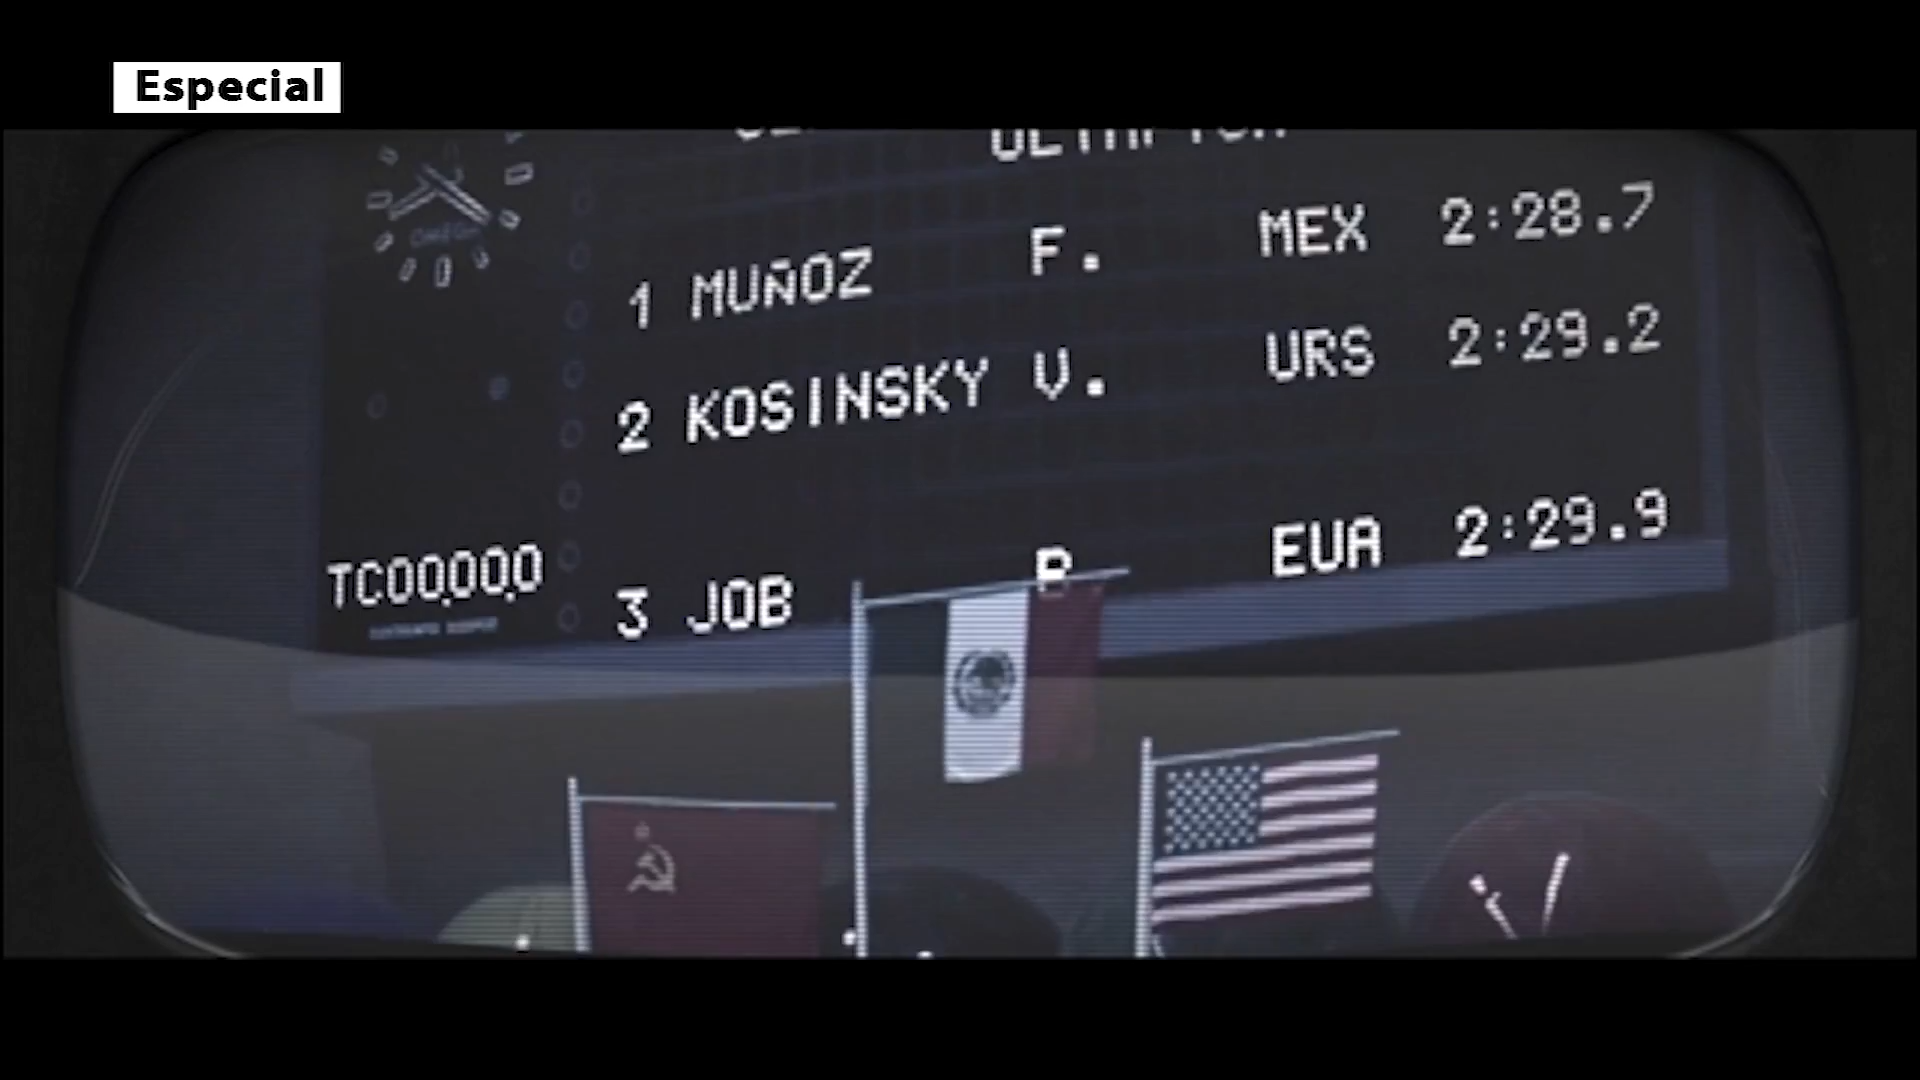 Especial
OMEGA
1 MUÑOZ F. MEX 2:28.7
2 KOSINSKY V. URS 2:29.2
3 JOB B EUA 2:29.9
TC00.00.0